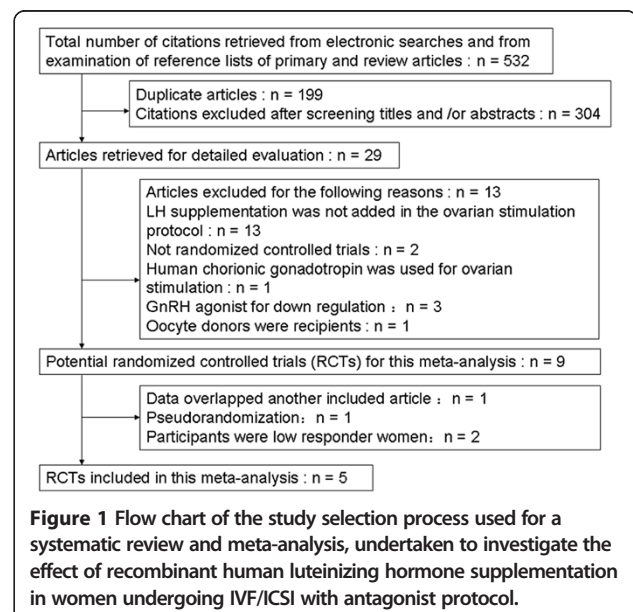 Total number of citations retrieved from electronic searches and from
examination of reference lists of primary and review articles : n = 532
Duplicate articles : n = 199
Citations excluded after screening titles and /or abstracts : n = 304
Articles retrieved for detailed evaluation : n = 29
Articles excluded for the following reasons : n = 13
LH supplementation was not added in the ovarian stimulation
protocol : n = 13
Not randomized controlled trials : n = 2
Human chorionic gonadotropin was used for ovarian
stimulation : n = 1
GnRH agonist for down regulation： n = 3
Oocyte donors were recipients : n = 1
Potential randomized controlled trials (RCTs) for this meta-analysis : n = 9
Data overlapped another included article ： n = 1
Pseudorandomization： n = 1
Participants were low responder women： n = 2
RCTs included in this meta-analysis : n = 5
Figure 1 Flow chart of the study selection process used for a
systematic review and meta-analysis, undertaken to investigate the
effect of recombinant human luteinizing hormone supplementation
in women undergoing IVF/ICSI with antagonist protocol.